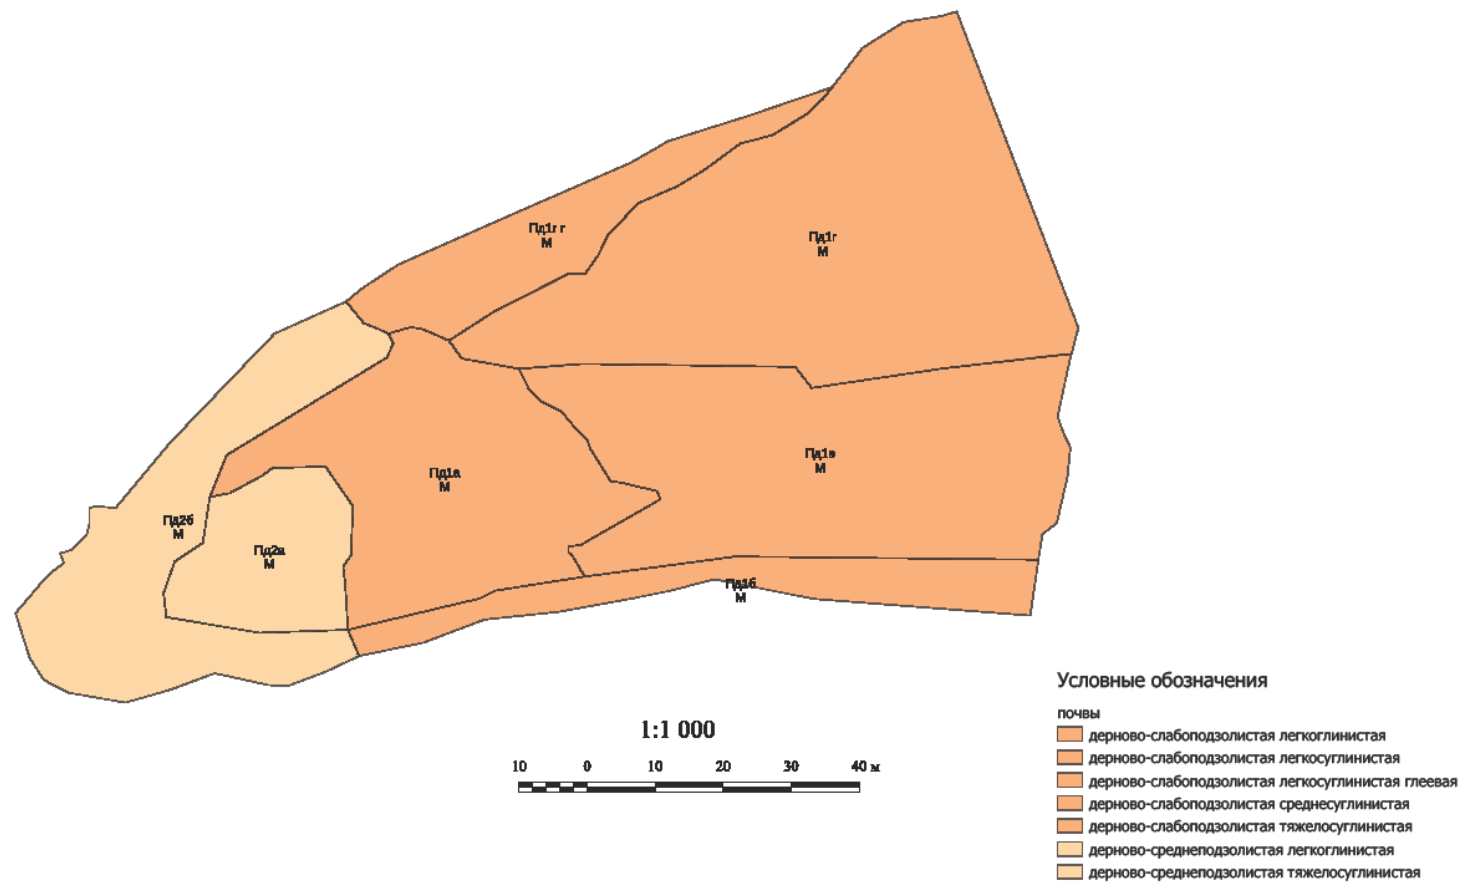 Пд1гг
М
Пд1г
М
Пд1в
М
Пд1а
М
Пд2б
М
Пд2а
М
Пд1б
М
Условные обозначения
почвы
дерново-слабоподзолистая легкоглинистая
дерново-слабоподзолистая легкосуглинистая
дерново-слабоподзолистая легкосуглинистая глеевая
дерново-слабоподзолистая среднесуглинистая
дерново-слабоподзолистая тяжелосуглинистая
дерново-среднеподзолистая легкоглинистая
дерново-среднеподзолистая тяжелосуглинистая
1:1 000
10 0 10 20 30 40 м